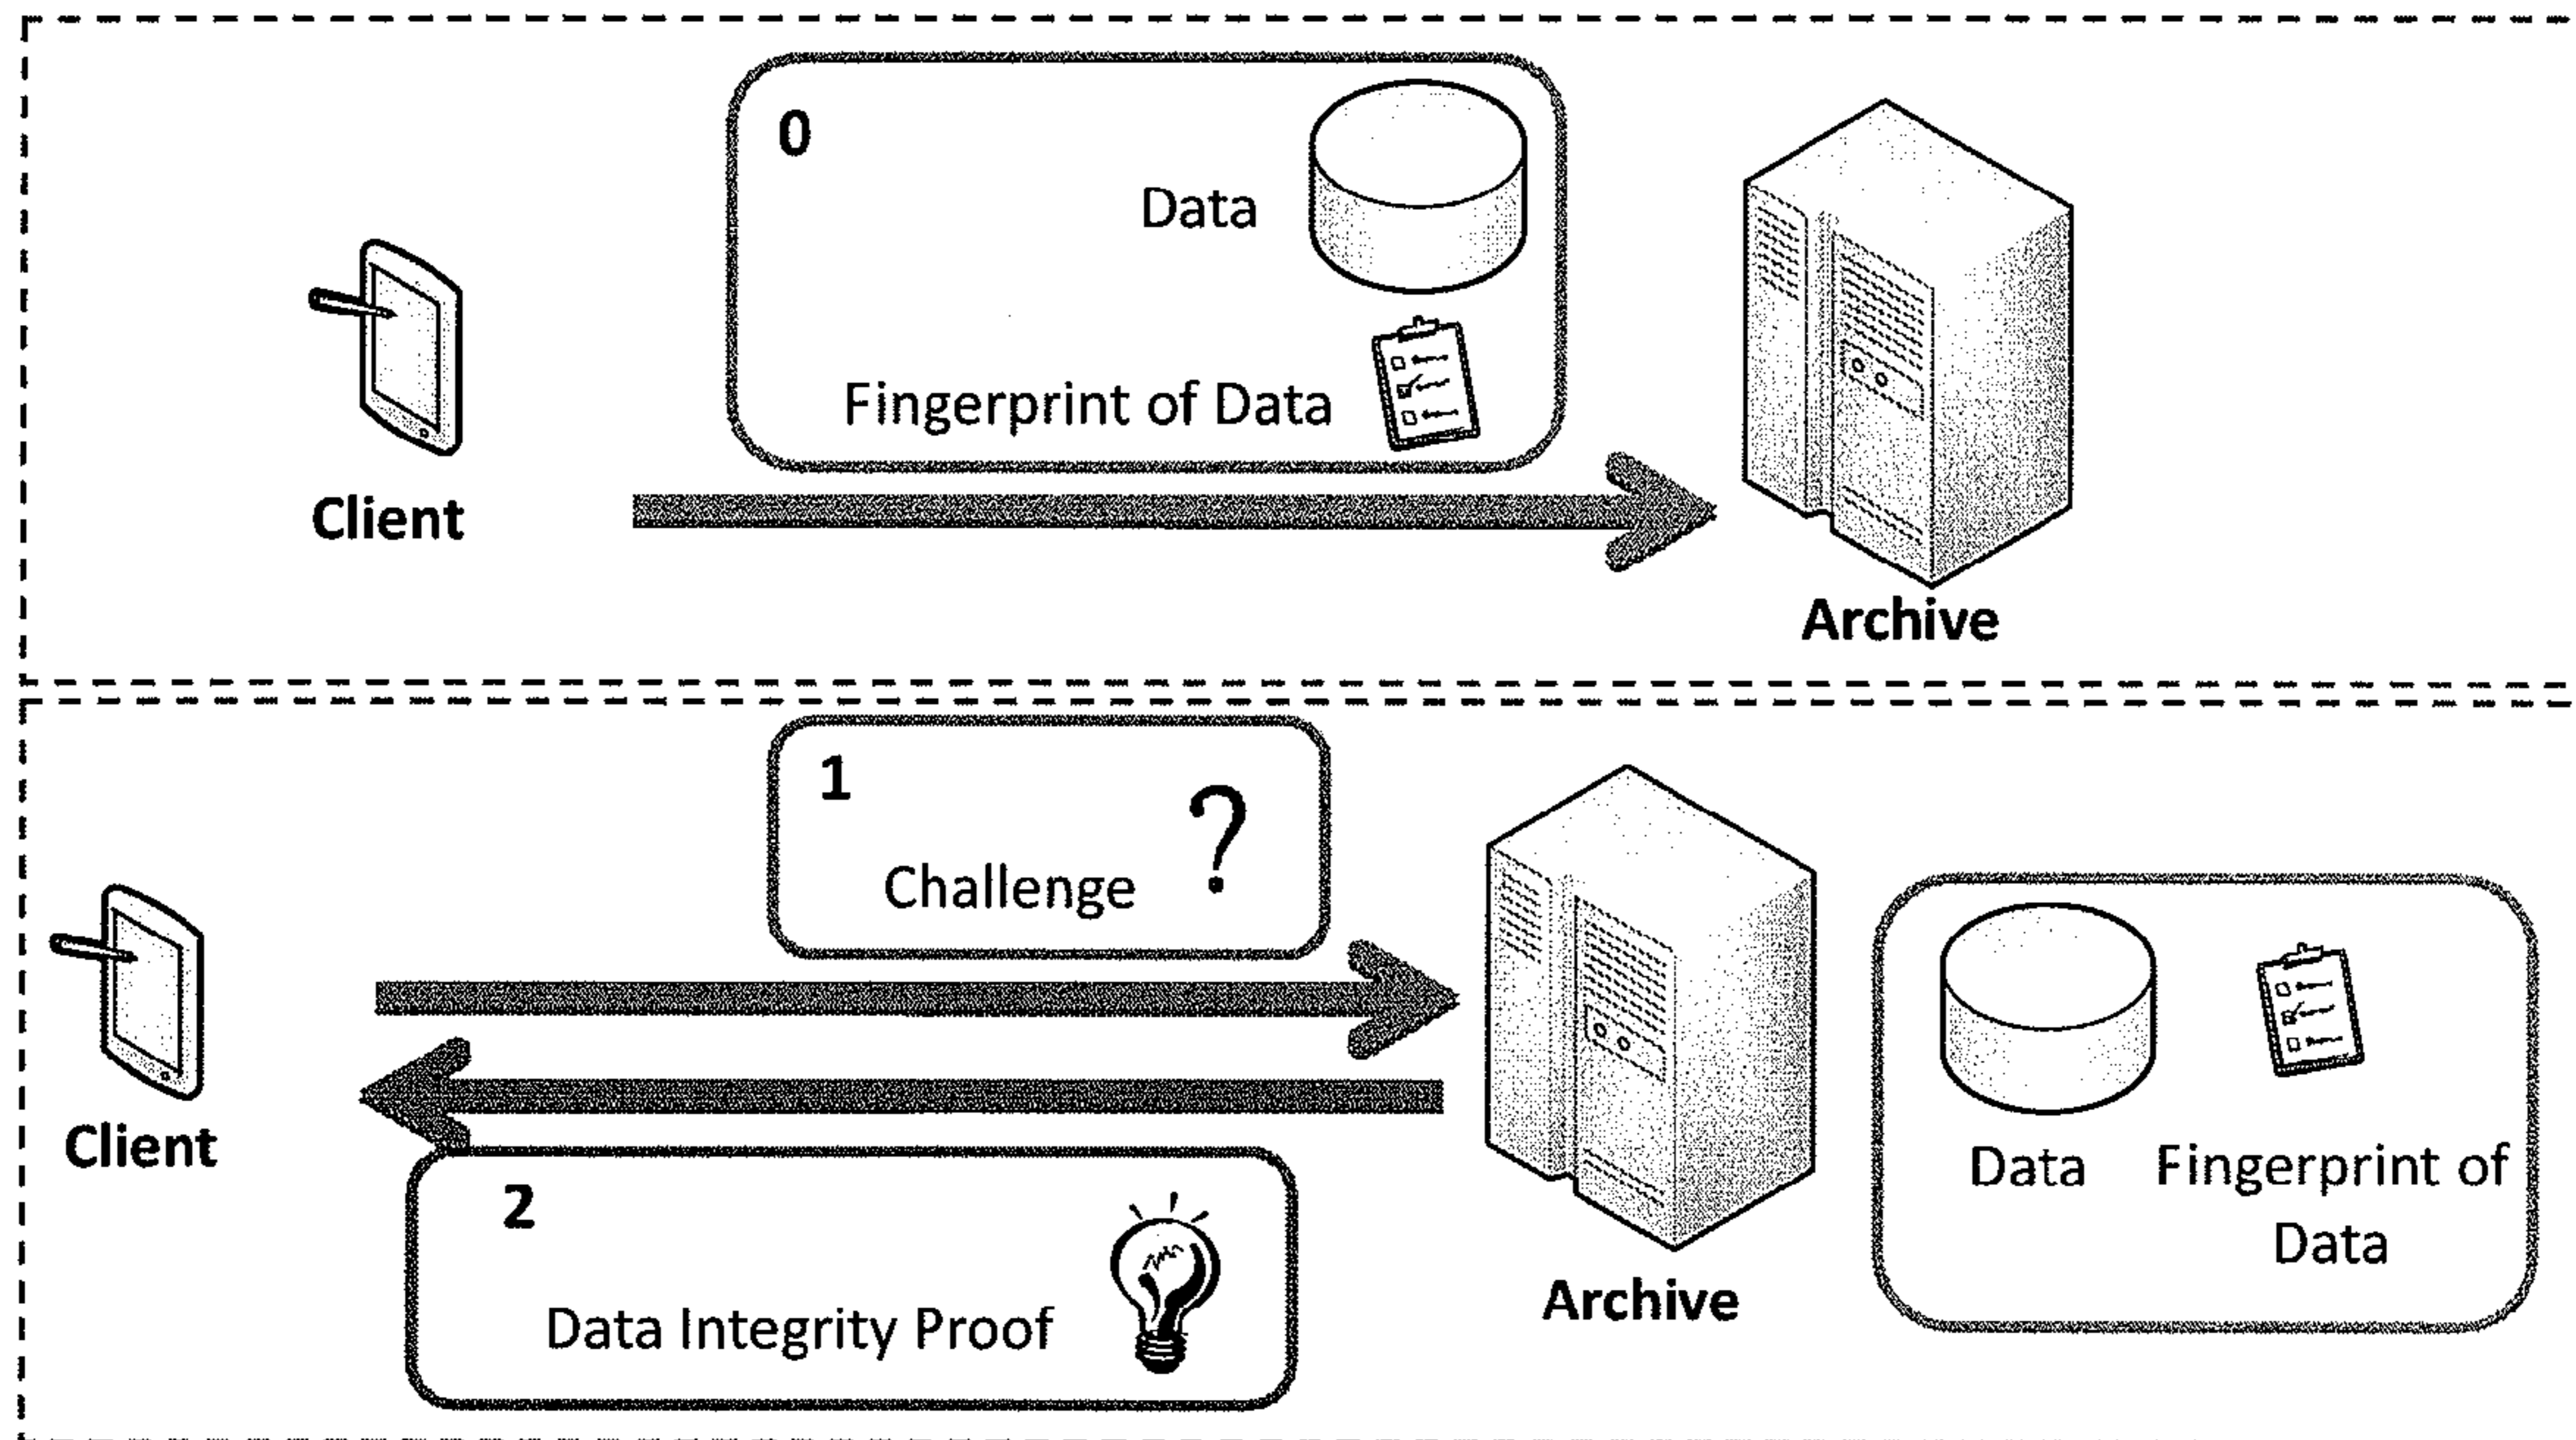 0
Data
Fingerprint of Data
Client
Archive
1
Challenge ?
Client
2
Data Integrity Proof
Archive
Data Fingerprint of
Data